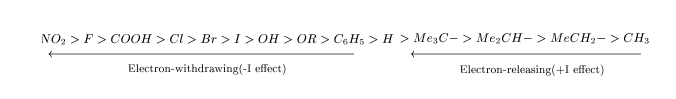 NO₂ > F > COOH > Cl > Br > I > OH > OR > C₆H₅ > H > Me₃C− > Me₂CH− > MeCH₂− > CH₃
Electron-withdrawing(-I effect) Electron-releasing(+I effect)